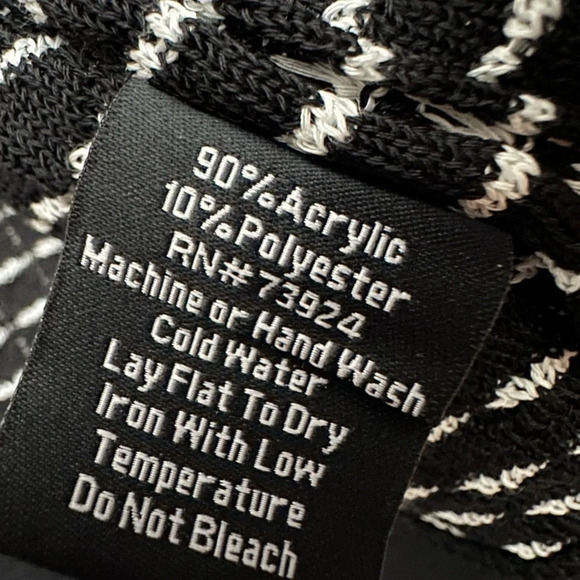 90% Acrylic
10% Polyester
RN# 73924
Machine or Hand Wash
Cold Water
Lay Flat To Dry
Iron With Low
Temperature
Do Not Bleach